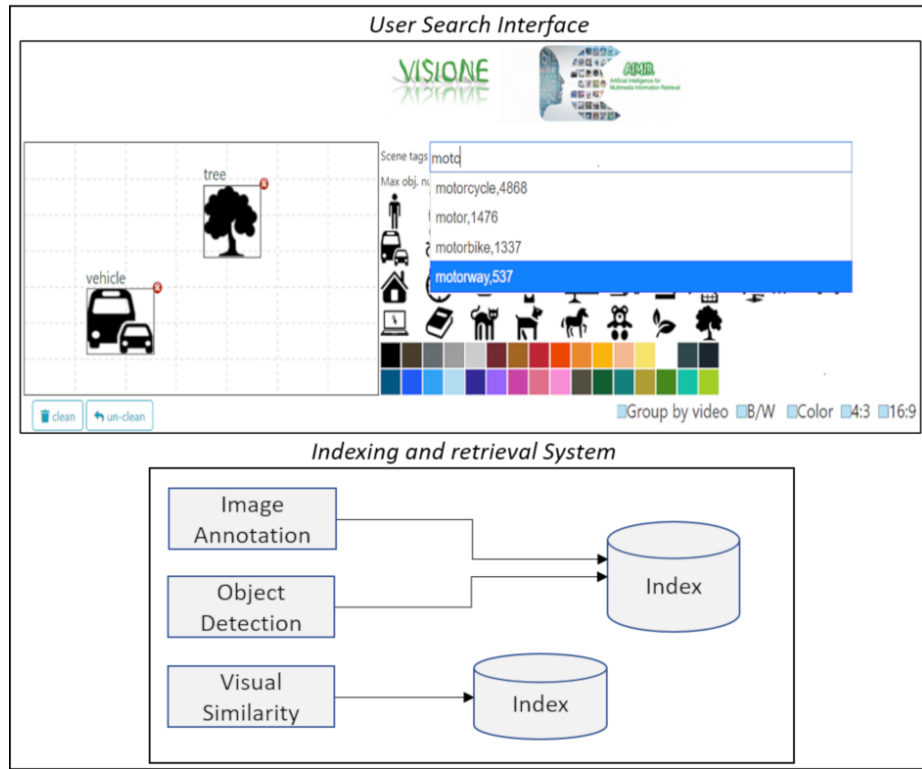 User Search Interface
VISIONE
AIMIR
Artificial Intelligence for
Multimedia Information Retrieval
Scene tags moto
Max obj. nu
motorcycle,4868
motor,1476
motorbike,1337
motorway,537
tree
vehicle
clean un-clean
Group by video B/W Color 4:3 16:9
Indexing and retrieval System
Image
Annotation
Object
Detection
Index
Visual
Similarity
Index